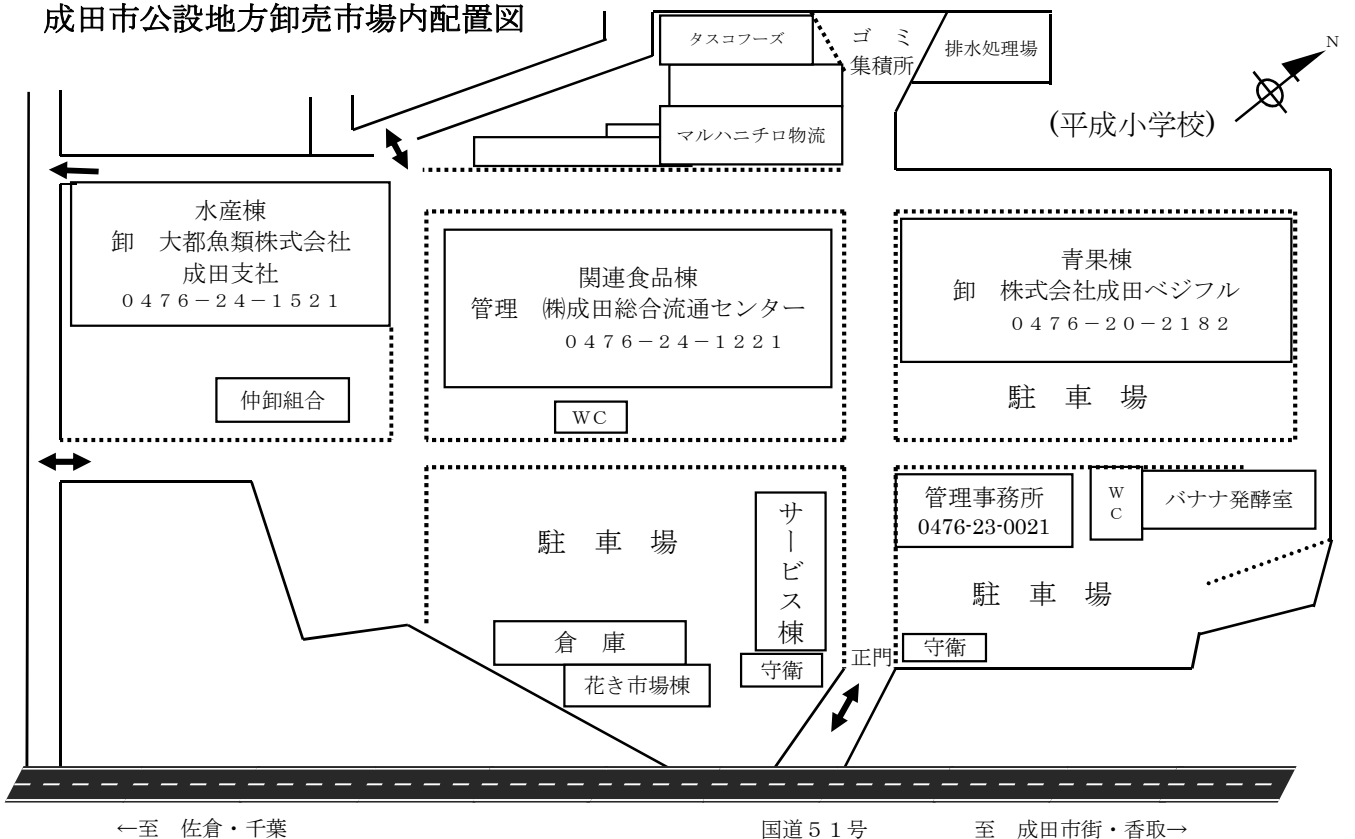 成田市公設地方卸売市場内配置図
タスコフーズ
ゴ ミ
集積所
排水処理場
N
(平成小学校)
マルハニチロ物流
水産棟
卸 大都魚類株式会社
成田支社
０４７６－２４－１５２１
関連食品棟
管理 ㈱成田総合流通センター
０４７６－２４－１２２１
青果棟
卸 株式会社成田ベジフル
０４７６－２０－２１８２
駐 車 場
仲卸組合
ＷＣ
駐 車 場
サービス棟
管理事務所
0476-23-0021
ＷＣ
バナナ発酵室
駐 車 場
倉 庫
花き市場棟
守衛
正門
守衛
←至 佐倉・千葉
国道５１号
至 成田市街・香取→